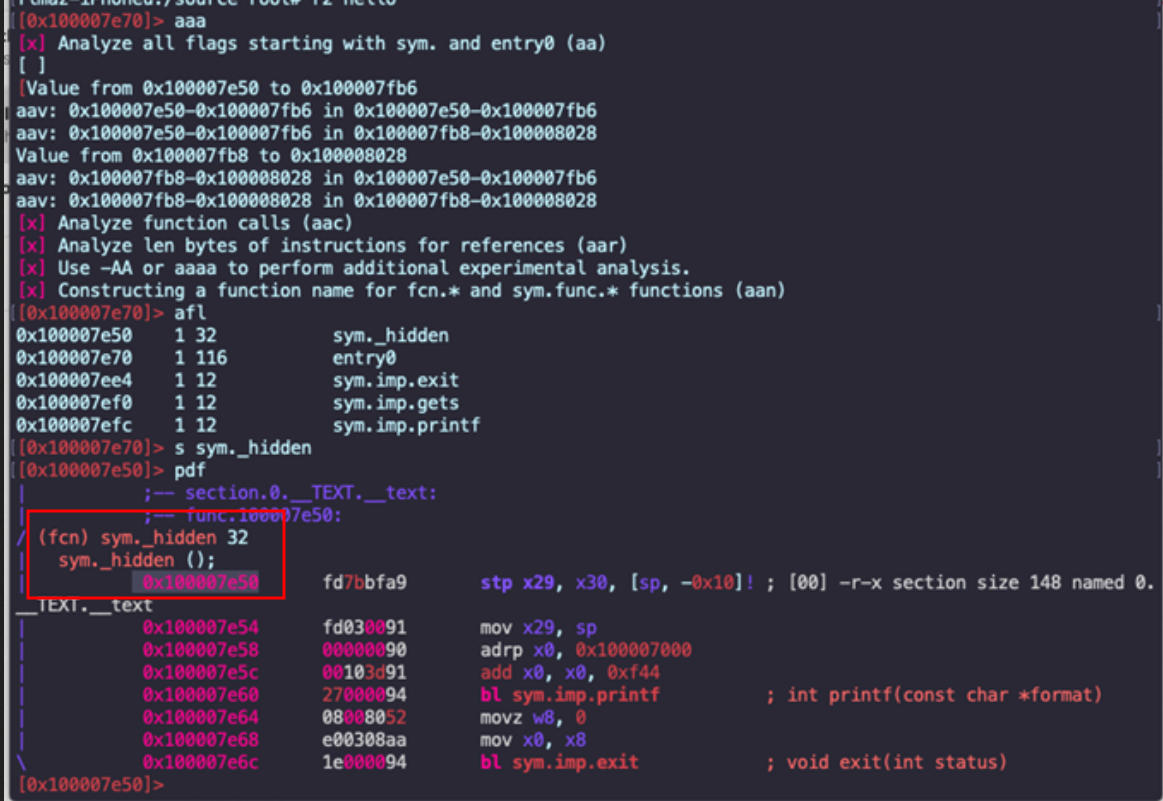 [[0x100007e70]> aaa
[x] Analyze all flags starting with sym. and entry0 (aa)
[ ]
[Value from 0x100007e50 to 0x100007fb6
aav: 0x100007e50-0x100007fb6 in 0x100007e50-0x100007fb6
aav: 0x100007e50-0x100007fb6 in 0x100007fb8-0x100008028
Value from 0x100007fb8 to 0x100008028
aav: 0x100007fb8-0x100008028 in 0x100007e50-0x100007fb6
aav: 0x100007fb8-0x100008028 in 0x100007fb8-0x100008028
[x] Analyze function calls (aac)
[x] Analyze len bytes of instructions for references (aar)
[x] Use -AA or aaaa to perform additional experimental analysis.
[x] Constructing a function name for fcn.* and sym.func.* functions (aan)
[[0x100007e70]> afl
0x100007e50    1 32           sym._hidden
0x100007e70    1 116          entry0
0x100007ee4    1 12           sym.imp.exit
0x100007ef0    1 12           sym.imp.gets
0x100007efc    1 12           sym.imp.printf
[[0x100007e70]> s sym._hidden
[[0x100007e50]> pdf
|           ;-- section.0.__TEXT.__text:
|           ;-- func.100007e50:
/ (fcn) sym._hidden 32
|   sym._hidden ();
|           0x100007e50      fd7bbfa9       stp x29, x30, [sp, -0x10]! ; [00] -r-x section size 148 named 0.
__TEXT.__text
|           0x100007e54      fd030091       mov x29, sp
|           0x100007e58      00000090       adrp x0, 0x100007000
|           0x100007e5c      00103d91       add x0, x0, 0xf44
|           0x100007e60      27000094       bl sym.imp.printf           ; int printf(const char *format)
|           0x100007e64      08008052       movz w8, 0
|           0x100007e68      e00308aa       mov x0, x8
\           0x100007e6c      1e000094       bl sym.imp.exit             ; void exit(int status)
[0x100007e50]>